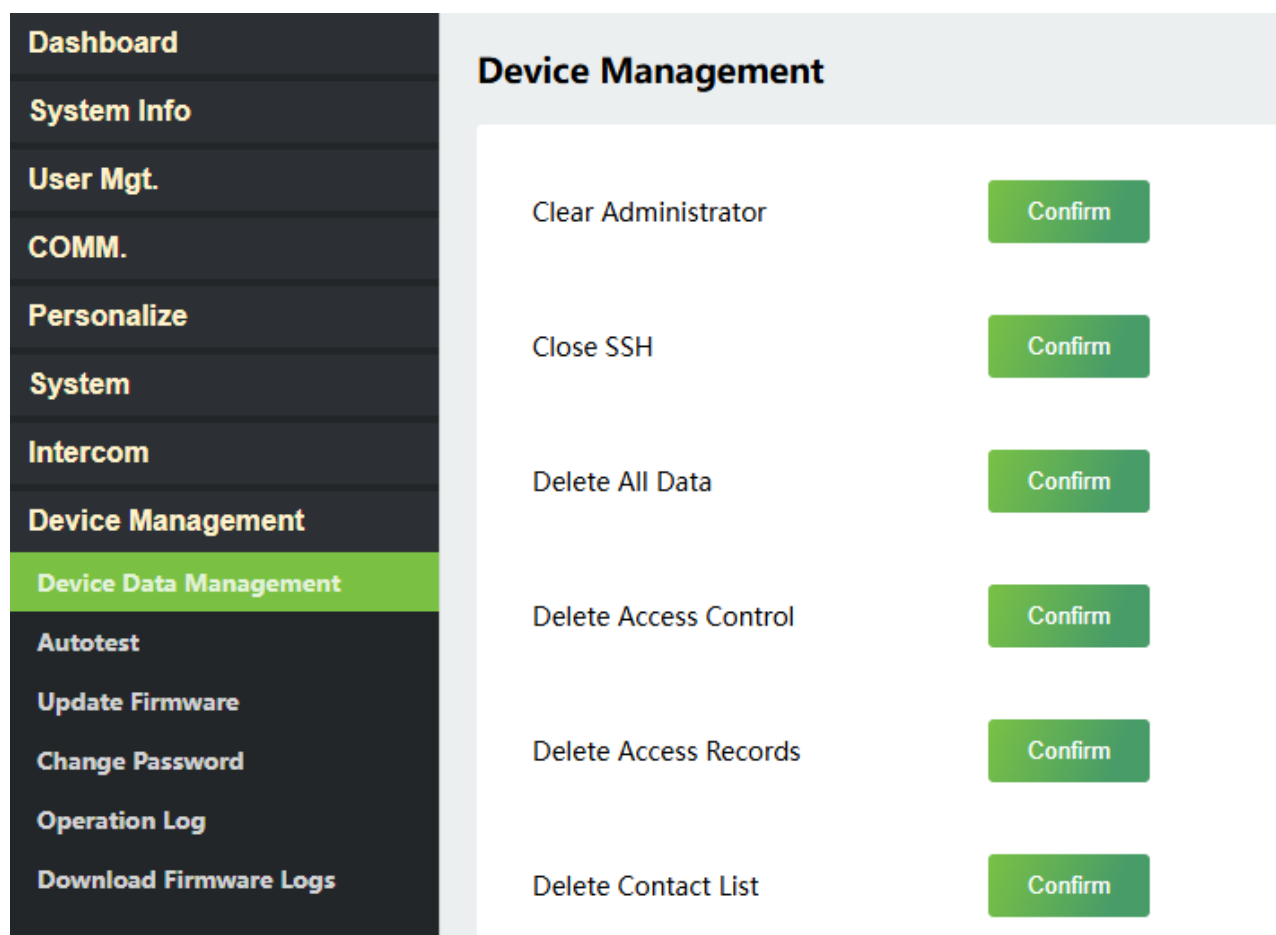 Dashboard
System Info
User Mgt.
COMM.
Personalize
System
Intercom
Device Management
Device Data Management
Autotest
Update Firmware
Change Password
Operation Log
Download Firmware Logs
Device Management
Clear Administrator Confirm
Close SSH Confirm
Delete All Data Confirm
Delete Access Control Confirm
Delete Access Records Confirm
Delete Contact List Confirm